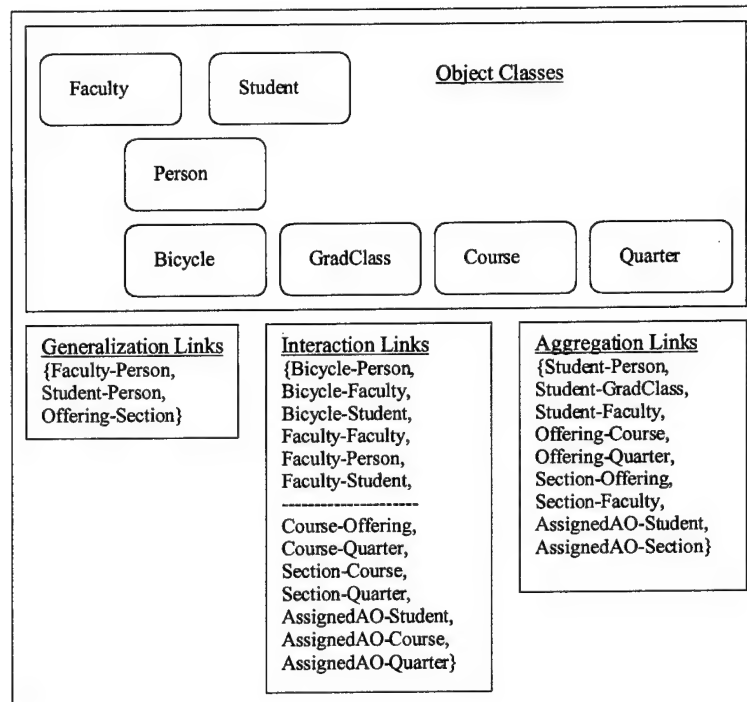 Object Classes
Faculty
Student
Person
Bicycle
GradClass
Course
Quarter
Generalization Links
{Faculty-Person,
Student-Person,
Offering-Section}
Interaction Links
{Bicycle-Person,
Bicycle-Faculty,
Bicycle-Student,
Faculty-Faculty,
Faculty-Person,
Faculty-Student,
---------------------
Course-Offering,
Course-Quarter,
Section-Course,
Section-Quarter,
AssignedAO-Student,
AssignedAO-Course,
AssignedAO-Quarter}
Aggregation Links
{Student-Person,
Student-GradClass,
Student-Faculty,
Offering-Course,
Offering-Quarter,
Section-Offering,
Section-Faculty,
AssignedAO-Student,
AssignedAO-Section}